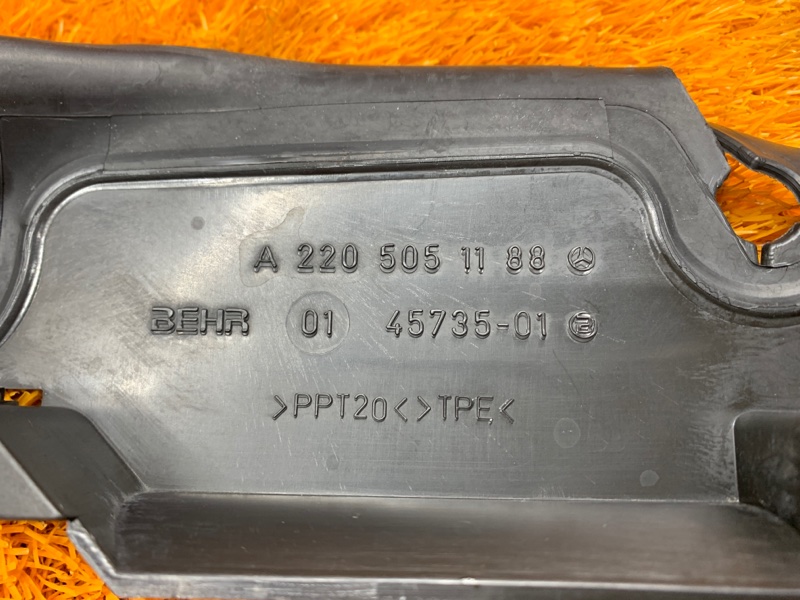 A 220 505 11 88
BEHR 01 45735-01
>PPT20<>TPE<